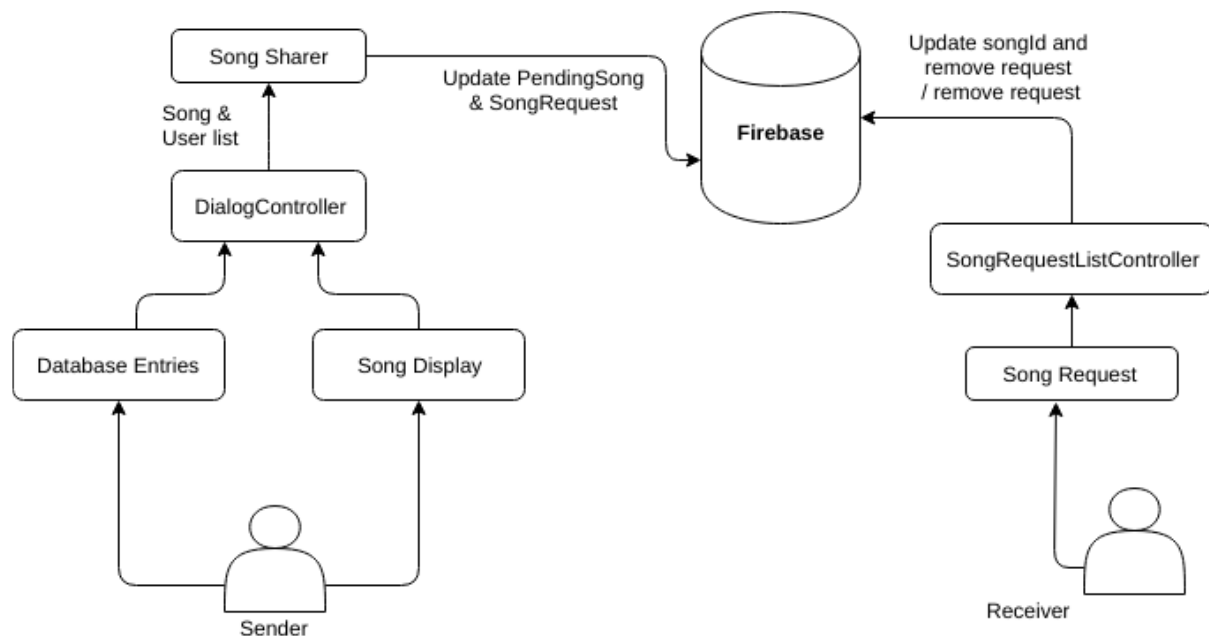 Song Sharer
Update PendingSong
& SongRequest
Firebase
Update songId and
remove request
/ remove request
Song &
User list
DialogController
SongRequestListController
Database Entries
Song Display
Song Request
Sender
Receiver